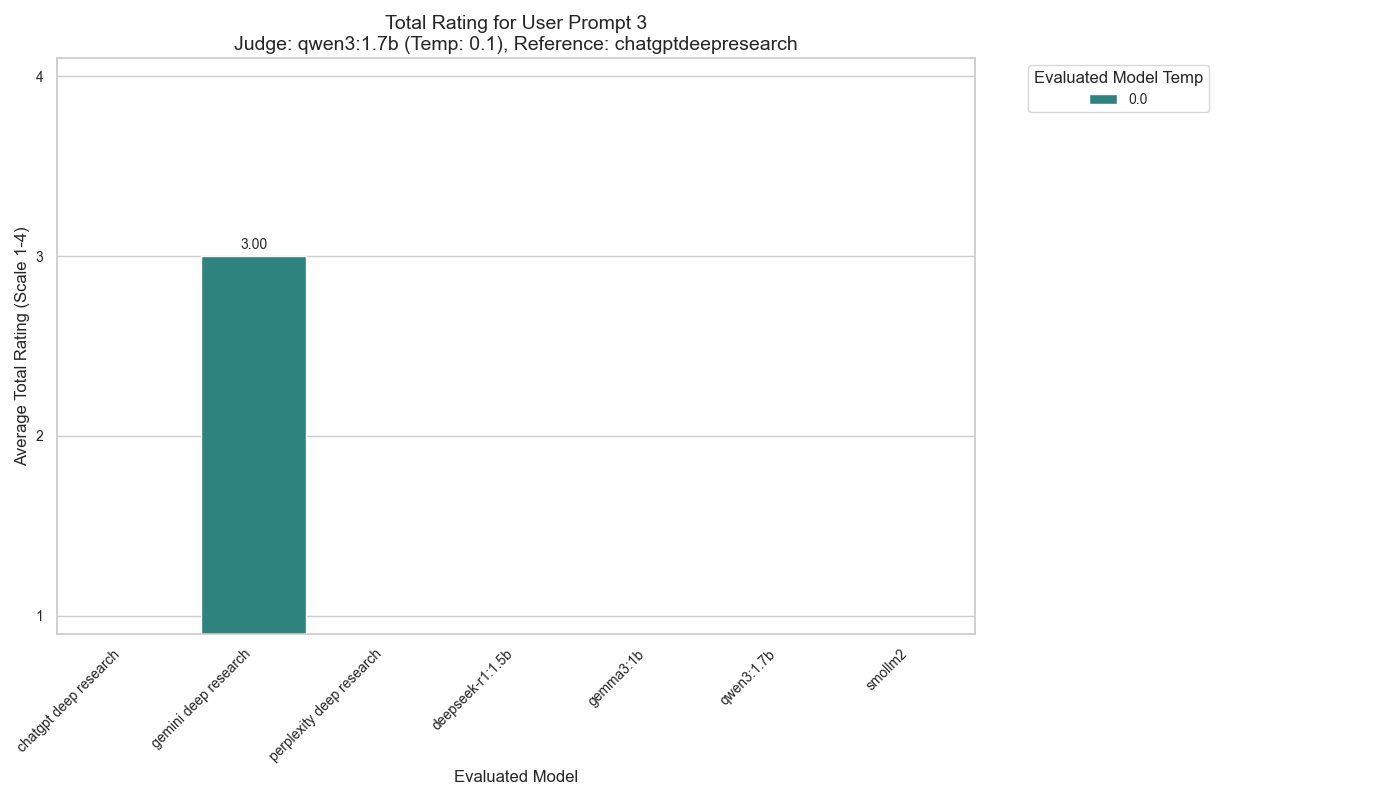 Total Rating for User Prompt 3
Judge: qwen3:1.7b (Temp: 0.1), Reference: chatgptdeepresearch
Evaluated Model Temp
0.0
Average Total Rating (Scale 1-4)
4
3
2
1
3.00
chatgpt deep research
gemini deep research
perplexity deep research
deepseek-r1:1.5b
gemma3:1b
qwen3:1.7b
smollm2
Evaluated Model